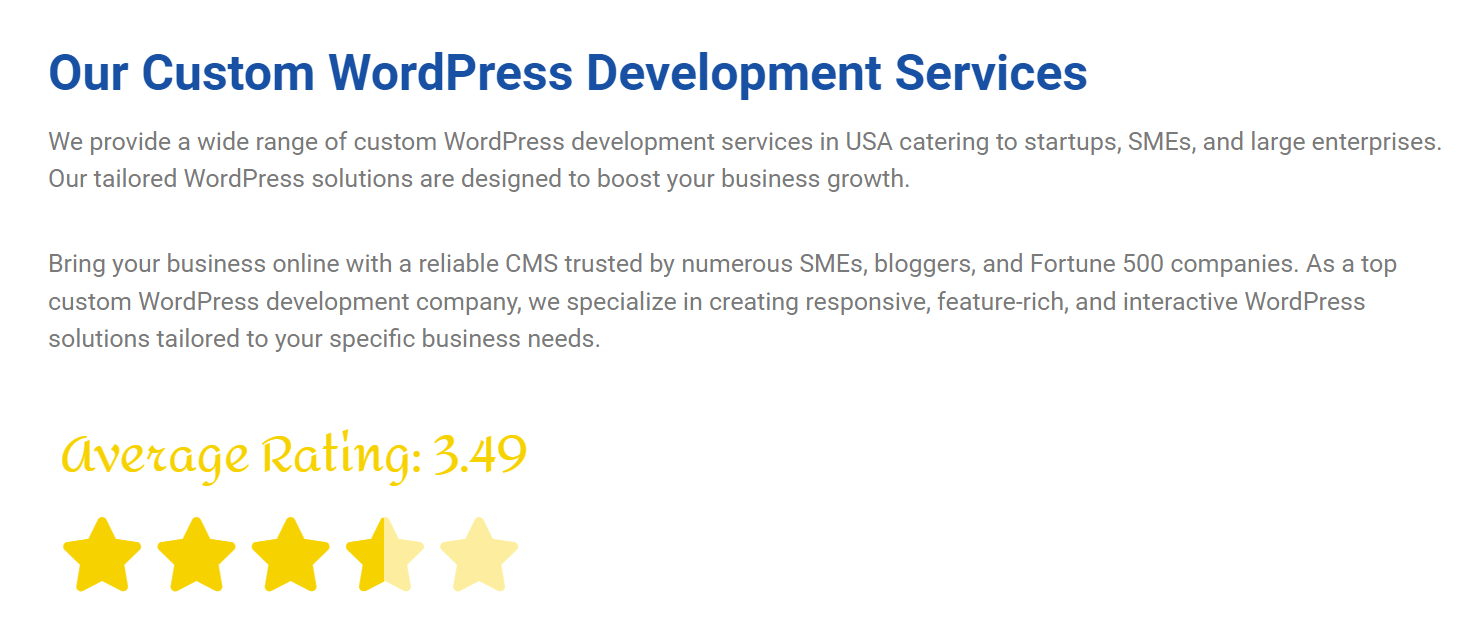 Our Custom WordPress Development Services
We provide a wide range of custom WordPress development services in USA catering to startups, SMEs, and large enterprises.
Our tailored WordPress solutions are designed to boost your business growth.
Bring your business online with a reliable CMS trusted by numerous SMEs, bloggers, and Fortune 500 companies. As a top
custom WordPress development company, we specialize in creating responsive, feature-rich, and interactive WordPress
solutions tailored to your specific business needs.
Average Rating: 3.49